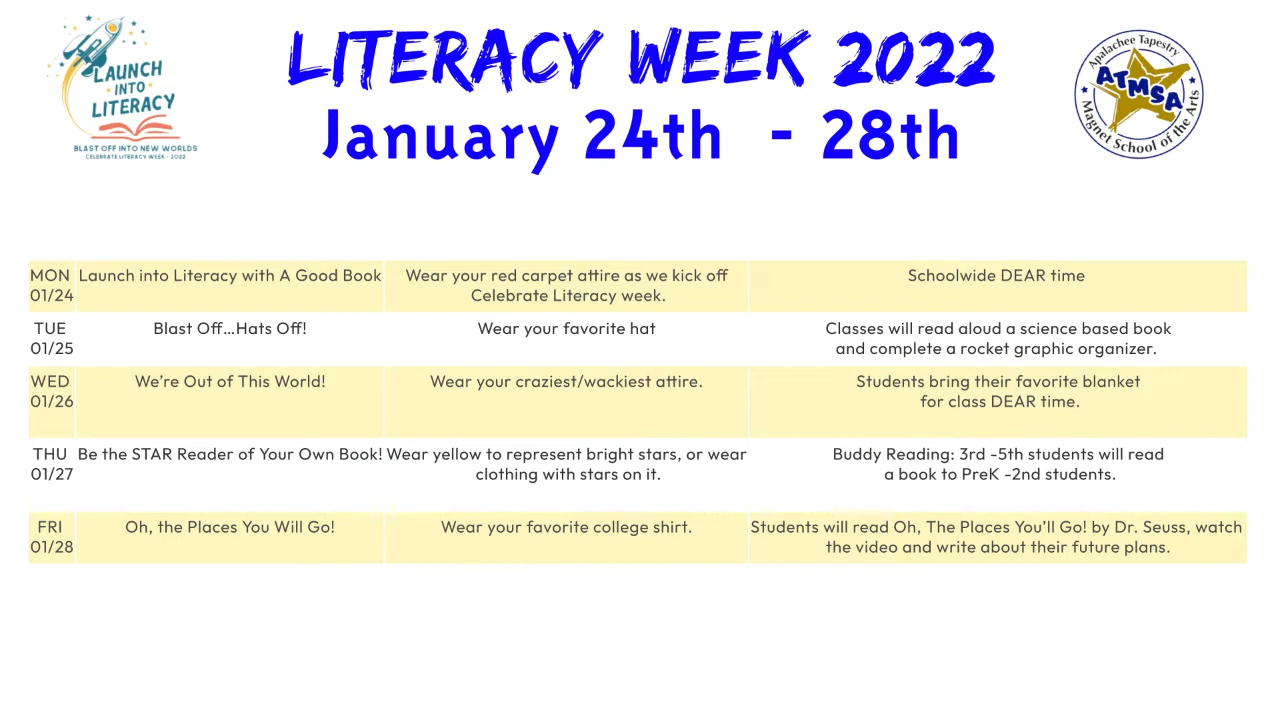 LAUNCH
INTO
LITERACY
BLAST OFF INTO NEW WORLDS
CELEBRATE LITERACY WEEK • 2022
LITERACY WEEK 2022
January 24th - 28th
Apalachee Tapestry
ATMSA
Magnet School of the Arts
MON Launch into Literacy with A Good Book Wear your red carpet attire as we kick off Schoolwide DEAR time
01/24 Celebrate Literacy week.
TUE Blast Off...Hats Off! Wear your favorite hat Classes will read aloud a science based book
01/25 and complete a rocket graphic organizer.
WED We're Out of This World! Wear your craziest/wackiest attire. Students bring their favorite blanket
01/26 for class DEAR time.
THU Be the STAR Reader of Your Own Book! Wear yellow to represent bright stars, or wear Buddy Reading: 3rd -5th students will read
01/27 clothing with stars on it. a book to PreK -2nd students.
FRI Oh, the Places You Will Go! Wear your favorite college shirt. Students will read Oh, The Places You'll Go! by Dr. Seuss, watch
01/28 the video and write about their future plans.